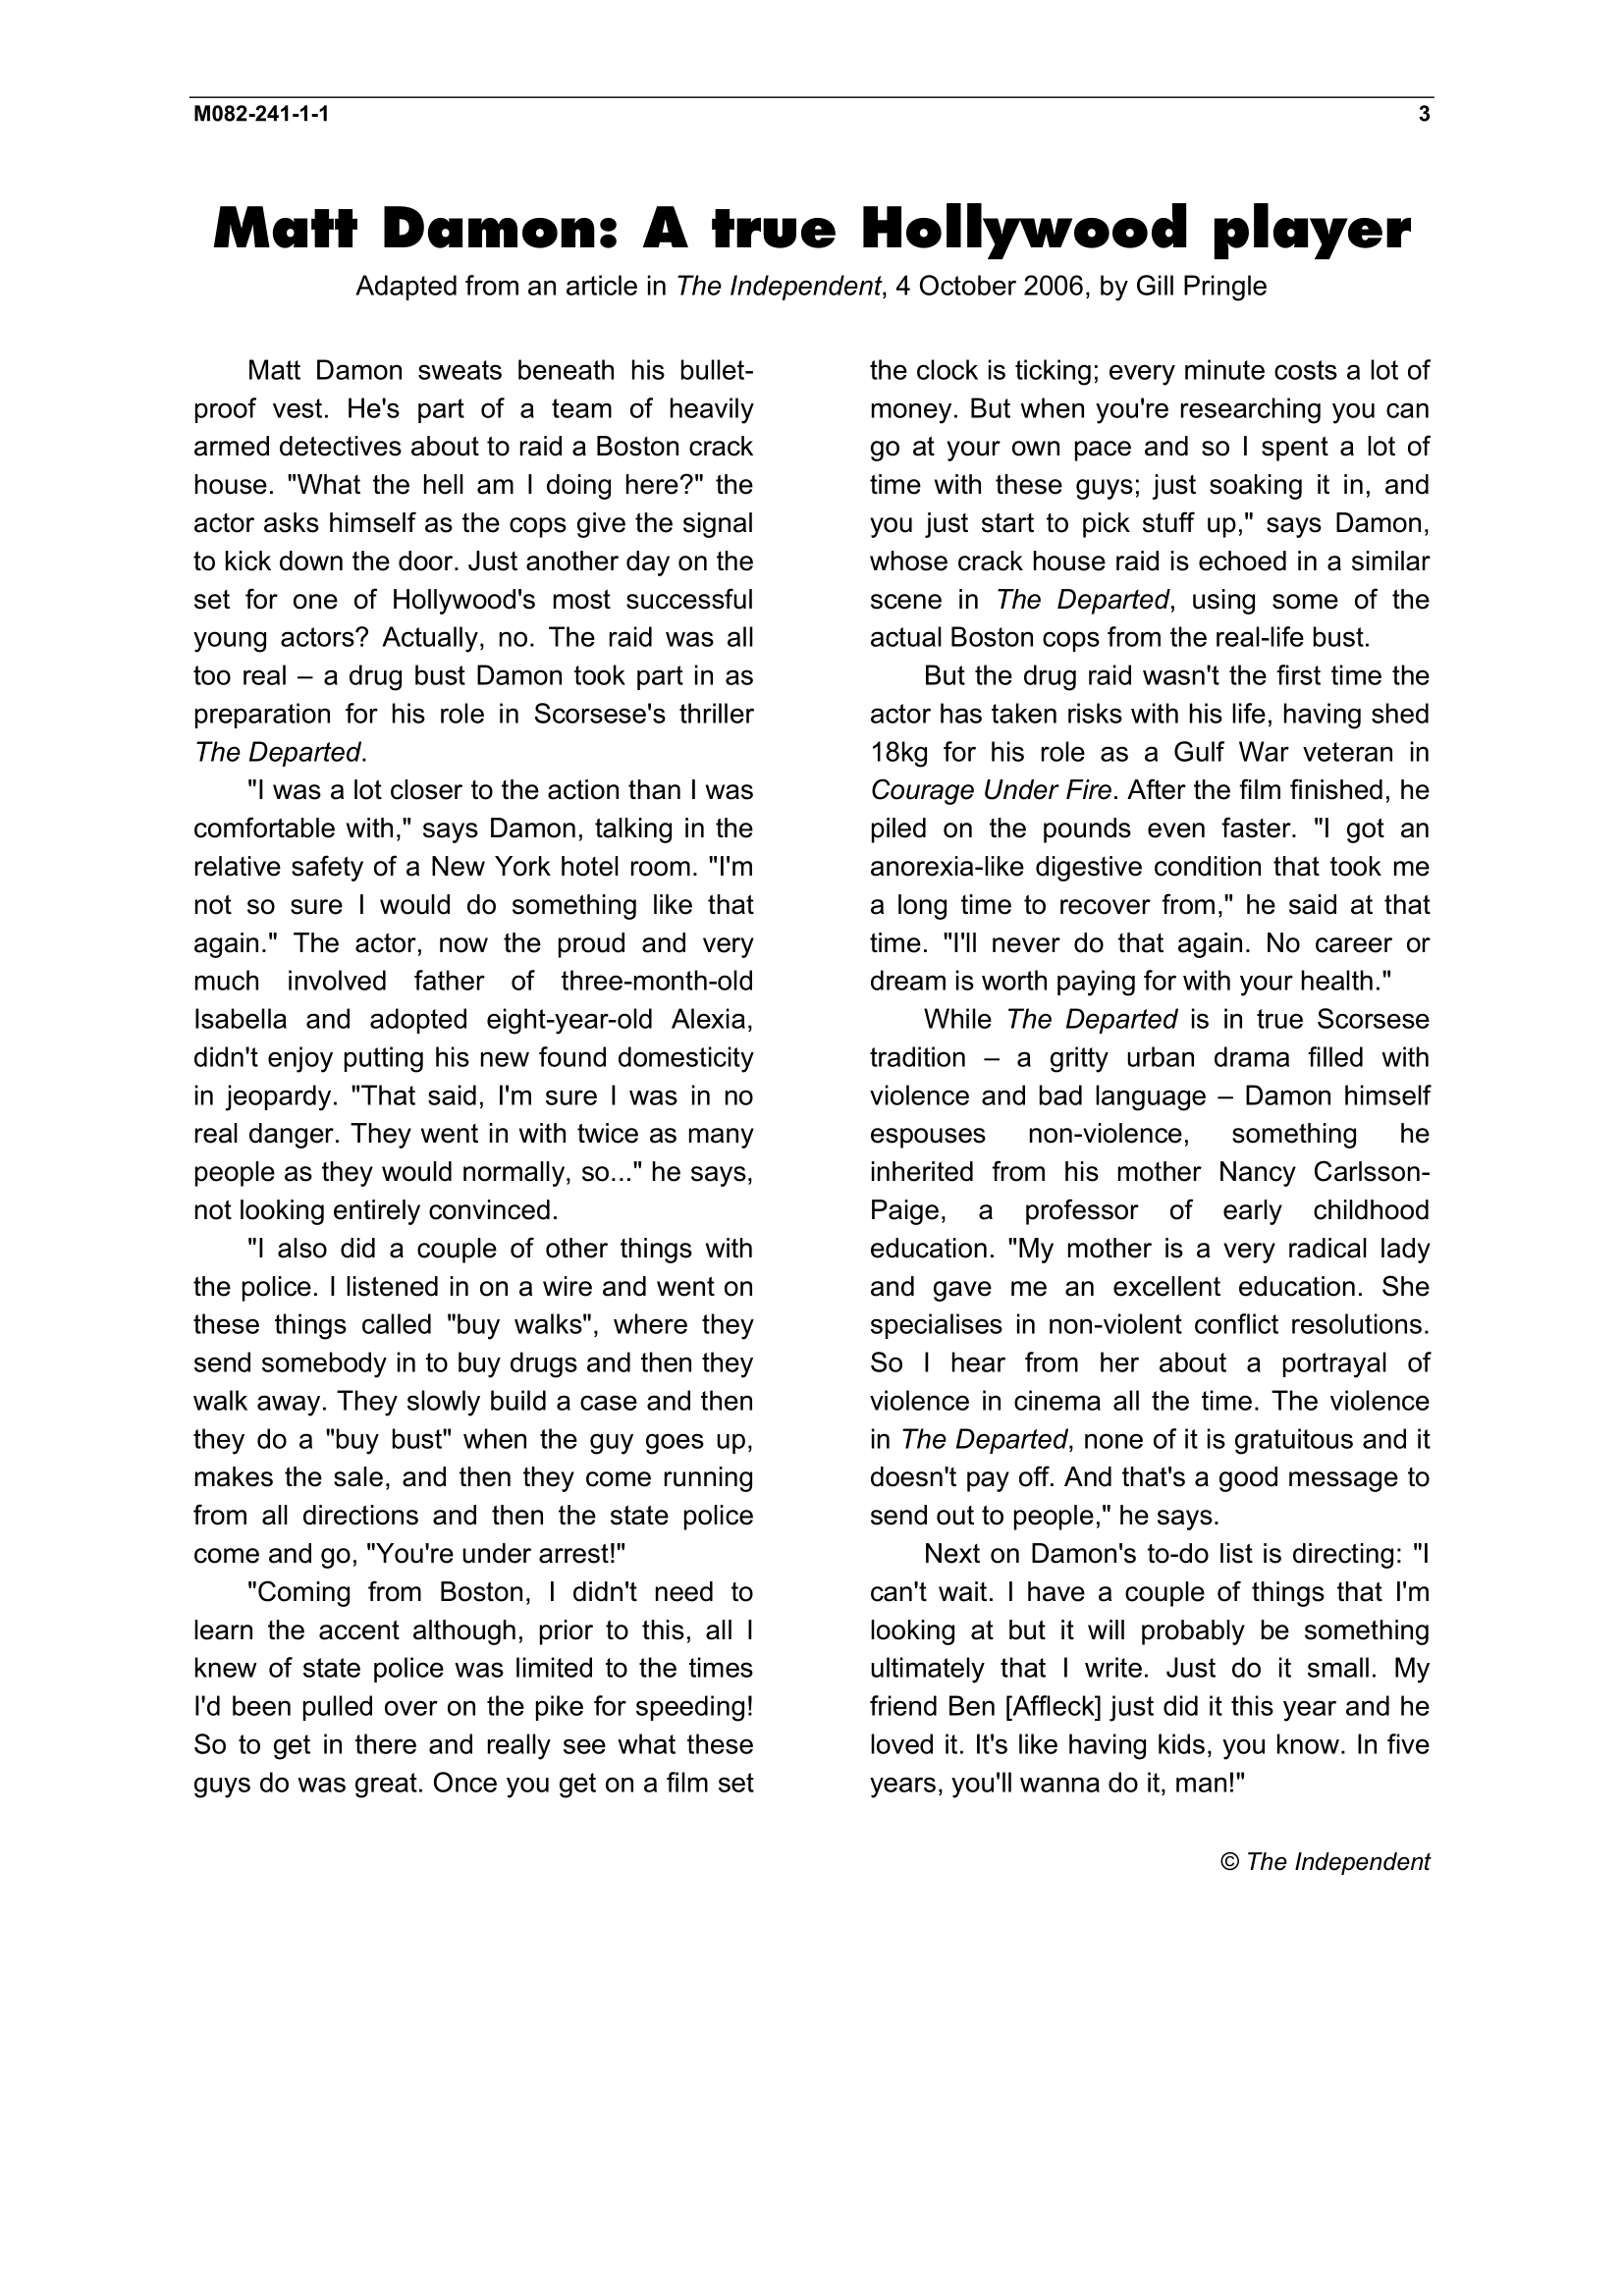 M082-241-1-1 3
Matt Damon: A true Hollywood player
Adapted from an article in The Independent, 4 October 2006, by Gill Pringle
Matt Damon sweats beneath his bullet-
proof vest. He's part of a team of heavily
armed detectives about to raid a Boston crack
house. "What the hell am I doing here?" the
actor asks himself as the cops give the signal
to kick down the door. Just another day on the
set for one of Hollywood's most successful
young actors? Actually, no. The raid was all
too real – a drug bust Damon took part in as
preparation for his role in Scorsese's thriller
The Departed.
"I was a lot closer to the action than I was
comfortable with," says Damon, talking in the
relative safety of a New York hotel room. "I'm
not so sure I would do something like that
again." The actor, now the proud and very
much involved father of three-month-old
Isabella and adopted eight-year-old Alexia,
didn't enjoy putting his new found domesticity
in jeopardy. "That said, I'm sure I was in no
real danger. They went in with twice as many
people as they would normally, so..." he says,
not looking entirely convinced.
"I also did a couple of other things with
the police. I listened in on a wire and went on
these things called "buy walks", where they
send somebody in to buy drugs and then they
walk away. They slowly build a case and then
they do a "buy bust" when the guy goes up,
makes the sale, and then they come running
from all directions and then the state police
come and go, "You're under arrest!"
"Coming from Boston, I didn't need to
learn the accent although, prior to this, all I
knew of state police was limited to the times
I'd been pulled over on the pike for speeding!
So to get in there and really see what these
guys do was great. Once you get on a film set
the clock is ticking; every minute costs a lot of
money. But when you're researching you can
go at your own pace and so I spent a lot of
time with these guys; just soaking it in, and
you just start to pick stuff up," says Damon,
whose crack house raid is echoed in a similar
scene in The Departed, using some of the
actual Boston cops from the real-life bust.
But the drug raid wasn't the first time the
actor has taken risks with his life, having shed
18kg for his role as a Gulf War veteran in
Courage Under Fire. After the film finished, he
piled on the pounds even faster. "I got an
anorexia-like digestive condition that took me
a long time to recover from," he said at that
time. "I'll never do that again. No career or
dream is worth paying for with your health."
While The Departed is in true Scorsese
tradition – a gritty urban drama filled with
violence and bad language – Damon himself
espouses non-violence, something he
inherited from his mother Nancy Carlsson-
Paige, a professor of early childhood
education. "My mother is a very radical lady
and gave me an excellent education. She
specialises in non-violent conflict resolutions.
So I hear from her about a portrayal of
violence in cinema all the time. The violence
in The Departed, none of it is gratuitous and it
doesn't pay off. And that's a good message to
send out to people," he says.
Next on Damon's to-do list is directing: "I
can't wait. I have a couple of things that I'm
looking at but it will probably be something
ultimately that I write. Just do it small. My
friend Ben [Affleck] just did it this year and he
loved it. It's like having kids, you know. In five
years, you'll wanna do it, man!"
© The Independent